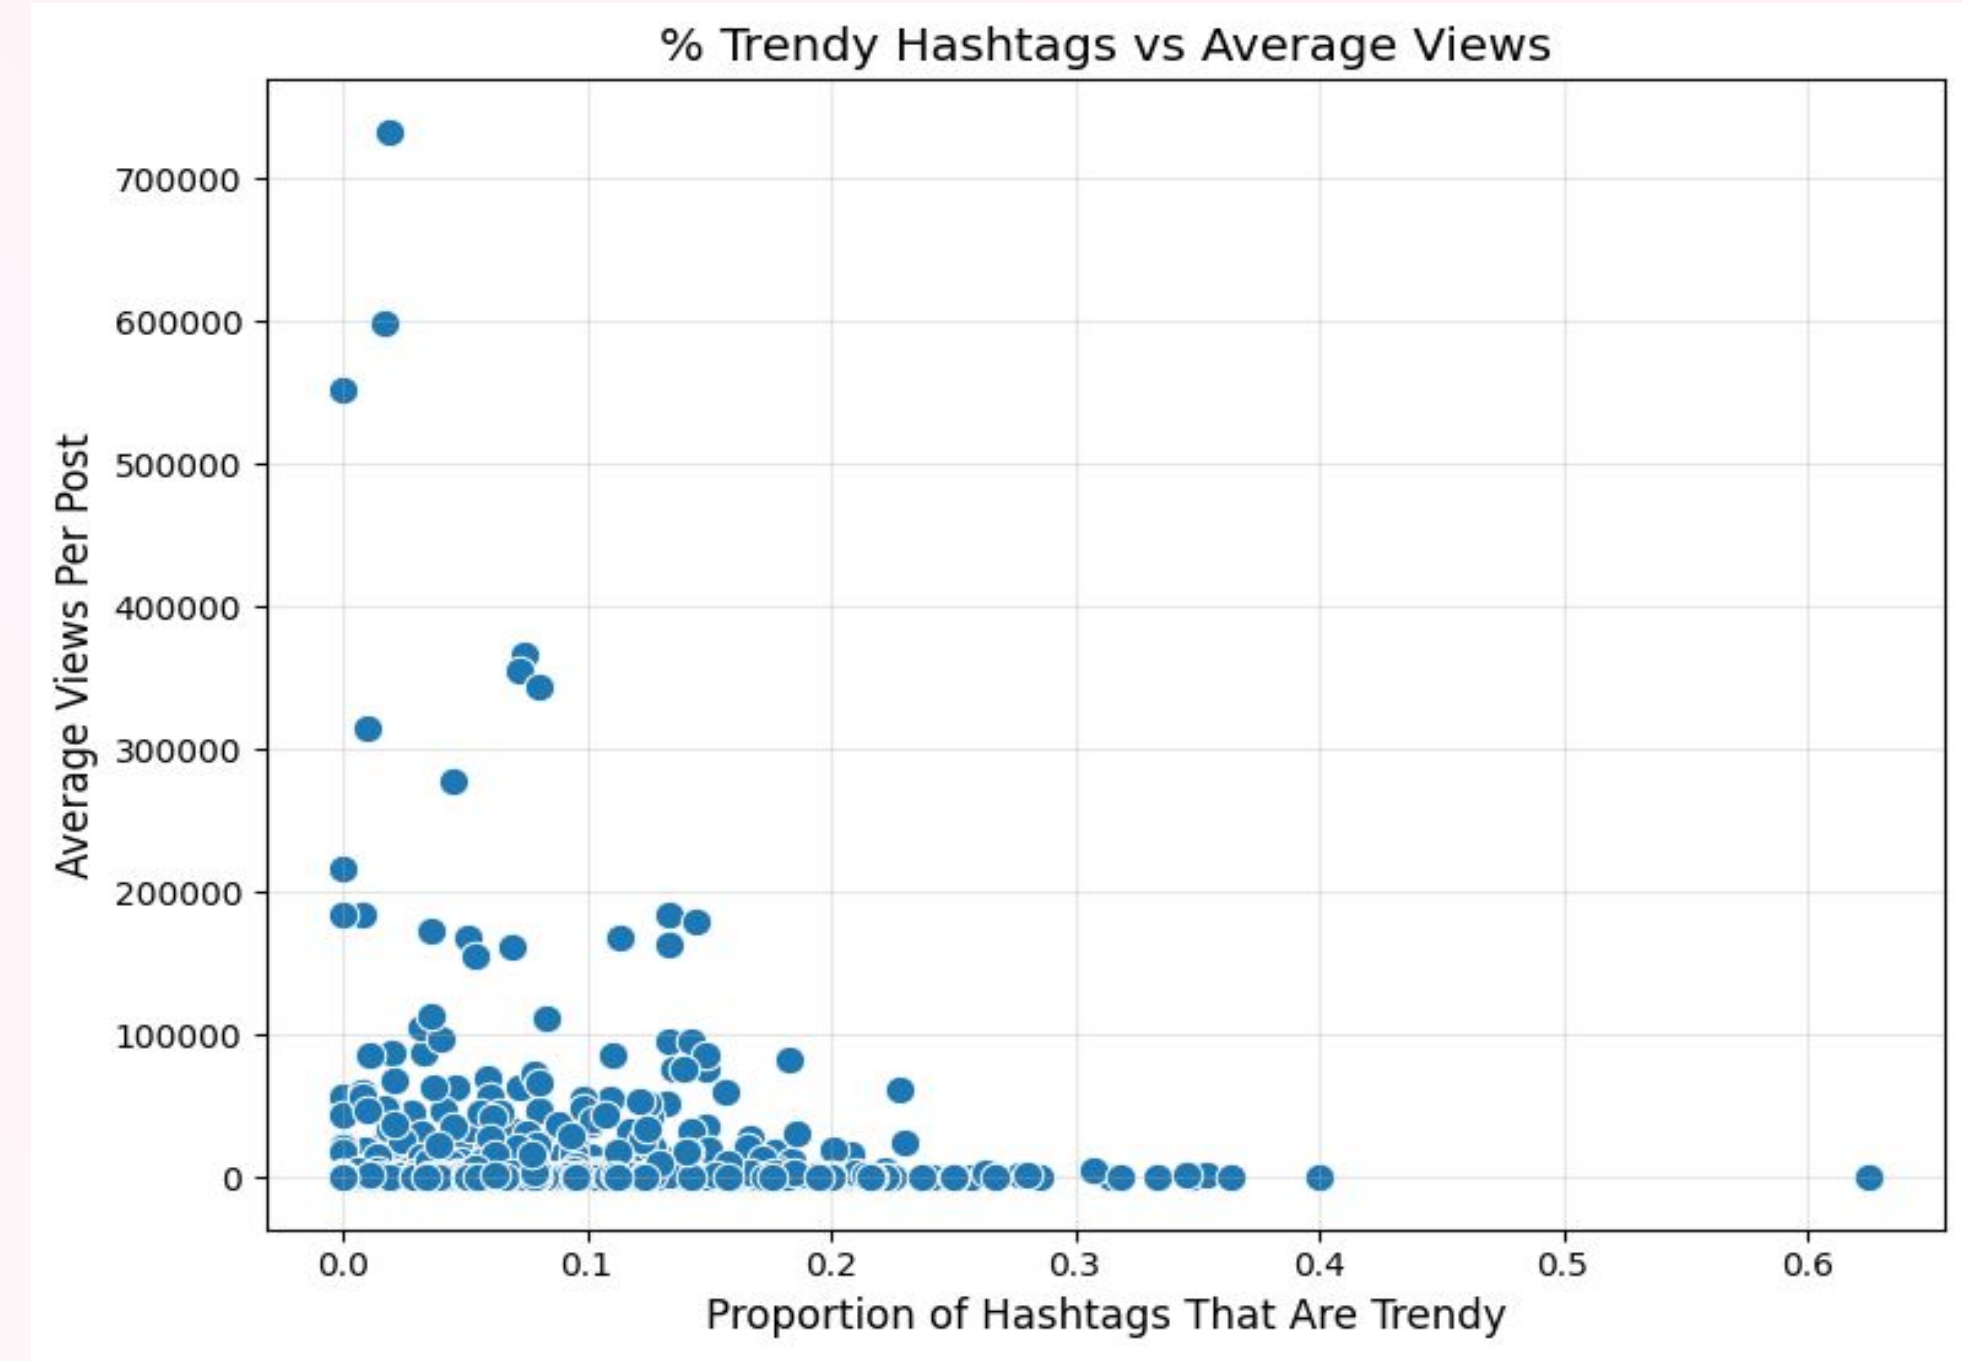 % Trendy Hashtags vs Average Views
700000
600000
500000
400000
300000
200000
100000
0
Average Views Per Post
0.0 0.1 0.2 0.3 0.4 0.5 0.6
Proportion of Hashtags That Are Trendy